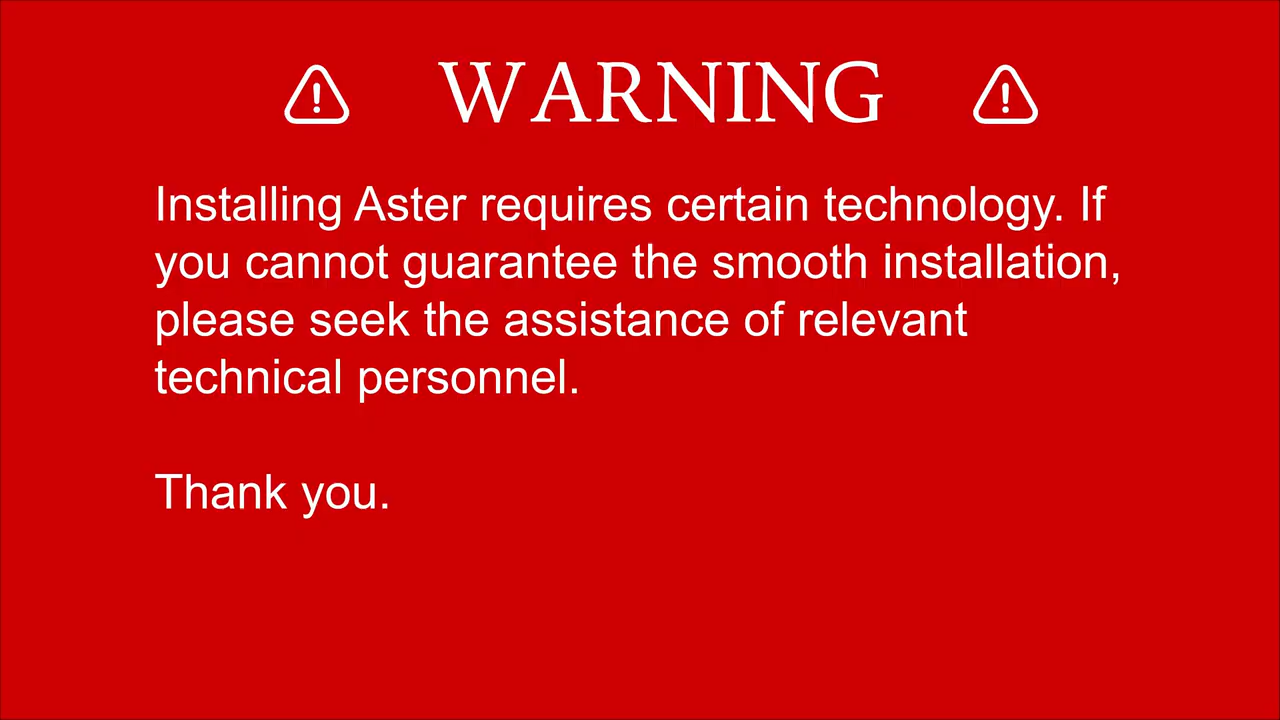 WARNING
Installing Aster requires certain technology. If
you cannot guarantee the smooth installation,
please seek the assistance of relevant
technical personnel.
Thank you.